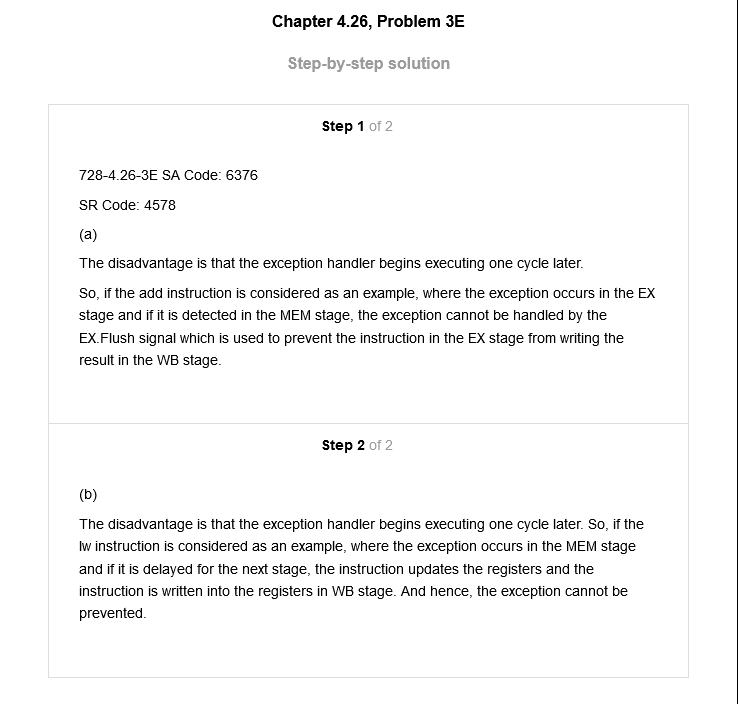 Chapter 4.26, Problem 3E
Step-by-step solution
Step 1 of 2
728-4.26-3E SA Code: 6376
SR Code: 4578
(a)
The disadvantage is that the exception handler begins executing one cycle later.
So, if the add instruction is considered as an example, where the exception occurs in the EX
stage and if it is detected in the MEM stage, the exception cannot be handled by the
EX.Flush signal which is used to prevent the instruction in the EX stage from writing the
result in the WB stage.
Step 2 of 2
(b)
The disadvantage is that the exception handler begins executing one cycle later. So, if the
lw instruction is considered as an example, where the exception occurs in the MEM stage
and if it is delayed for the next stage, the instruction updates the registers and the
instruction is written into the registers in WB stage. And hence, the exception cannot be
prevented.